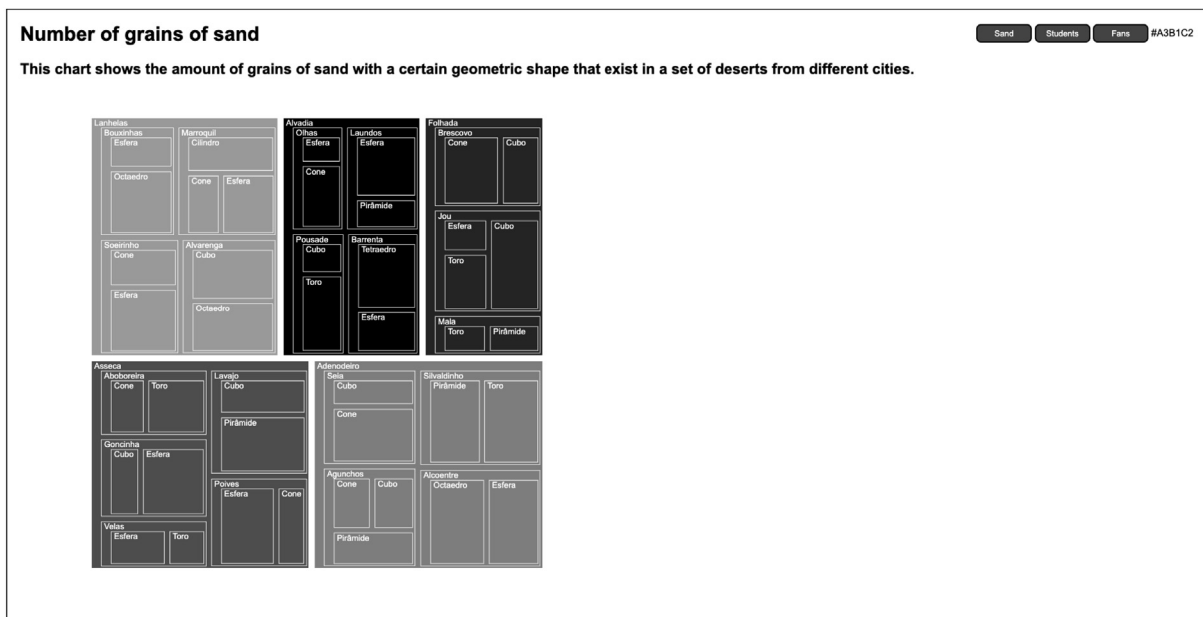 Number of grains of sand
Sand Students Fans #A3B1C2
This chart shows the amount of grains of sand with a certain geometric shape that exist in a set of deserts from different cities.
Lanhelas
Bouxinhas
Esfera
Octaedro
Marroquil
Cilindro
Cone Esfera
Soeirinho
Cone
Esfera
Alvarenga
Cubo
Octaedro
Alvadia
Olhas
Esfera
Cone
Laundos
Esfera
Pirâmide
Pousade
Cubo
Toro
Barrenta
Tetraedro
Esfera
Folhada
Brescovo
Cone Cubo
Jou
Esfera Cubo
Toro
Mala
Toro Pirâmide
Asseca
Aboboreira
Cone Toro
Goncinha
Cubo Esfera
Velas
Esfera Toro
Lavajo
Cubo
Pirâmide
Poives
Esfera Cone
Adenodeiro
Seia
Cubo
Cone
Silvaldinho
Pirâmide Toro
Agunchos
Cone Cubo
Pirâmide
Alcoentre
Octaedro Esfera